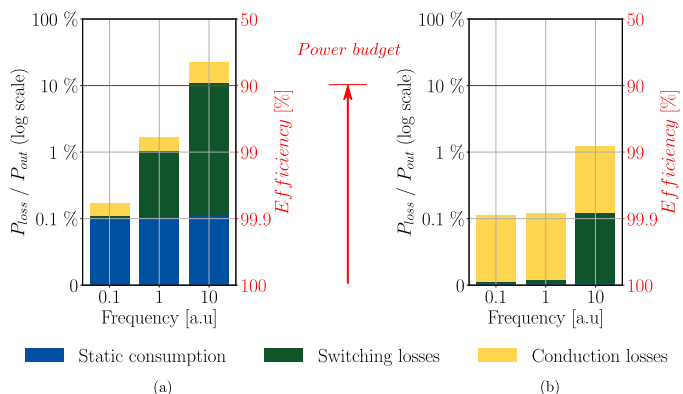 100 %
10 %
1 %
0.1 %
0
P_loss / P_out (log scale)
50
90
99
99.9
100
Efficiency [%]
0.1 1 10
Frequency [a.u]
Power budget
100 %
10 %
1 %
0.1 %
0
P_loss / P_out (log scale)
50
90
99
99.9
100
Efficiency [%]
0.1 1 10
Frequency [a.u]
Static consumption Switching losses Conduction losses
(a) (b)